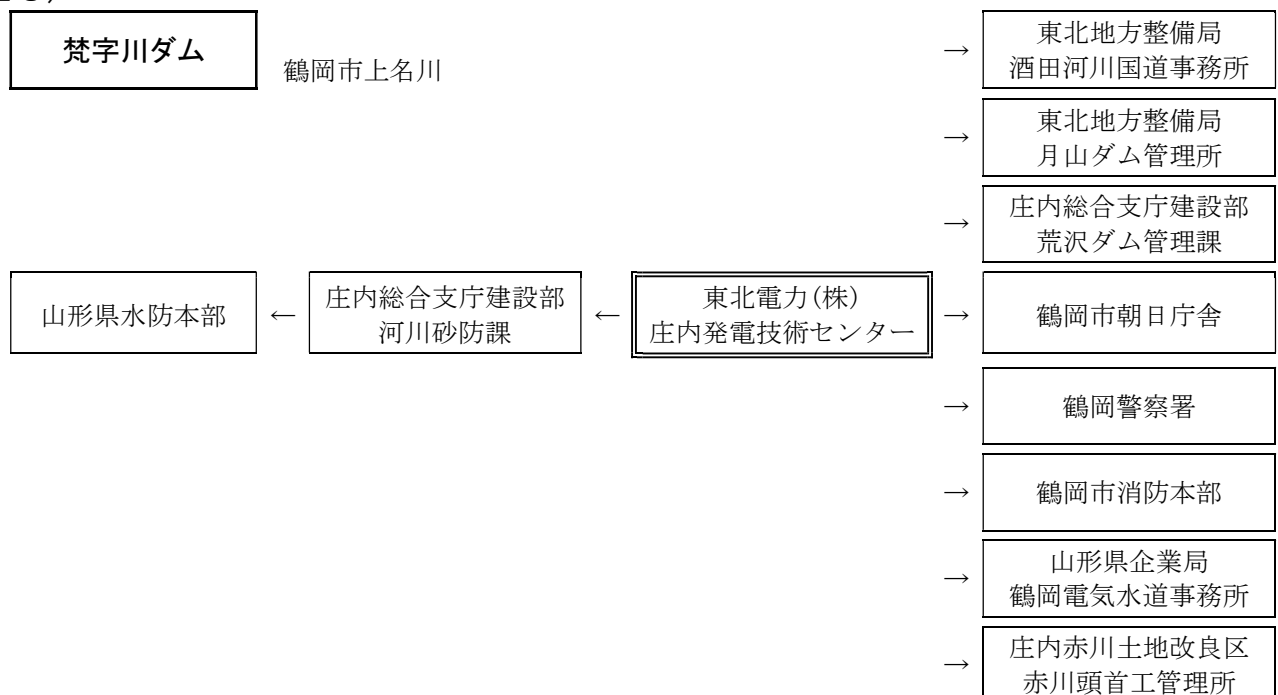 梵字川ダム
鶴岡市上名川
→
東北地方整備局
酒田河川国道事務所
→
東北地方整備局
月山ダム管理所
→
庄内総合支庁建設部
荒沢ダム管理課
山形県水防本部
←
庄内総合支庁建設部
河川砂防課
←
東北電力(株)
庄内発電技術センター
→
鶴岡市朝日庁舎
→
鶴岡警察署
→
鶴岡市消防本部
→
山形県企業局
鶴岡電気水道事務所
→
庄内赤川土地改良区
赤川頭首工管理所